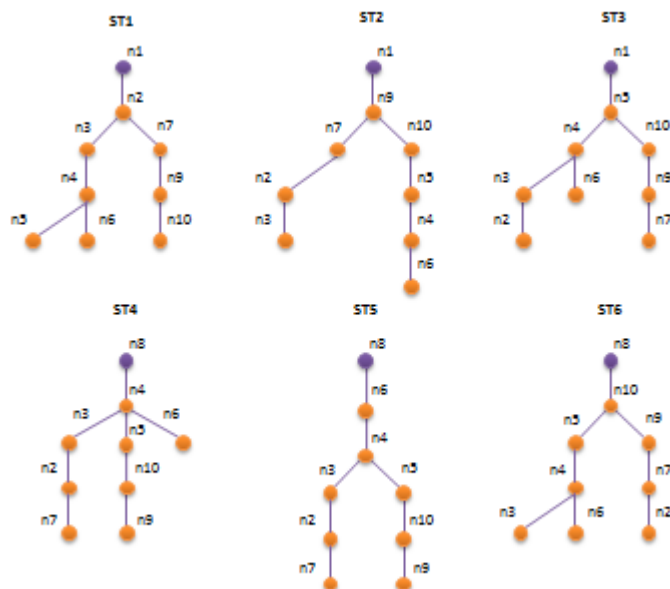 ST1
n1
n2
n3 n7
n4 n9
n5 n6 n10
ST2
n1
n9
n7 n10
n2 n5
n3 n4
n6
ST3
n1
n5
n4 n10
n3 n6 n9
n2 n7
ST4
n8
n4
n3 n5 n6
n2 n10
n7 n9
ST5
n8
n6
n4
n3 n5
n2 n10
n7 n9
ST6
n8
n10
n5 n9
n4 n7
n3 n6 n2